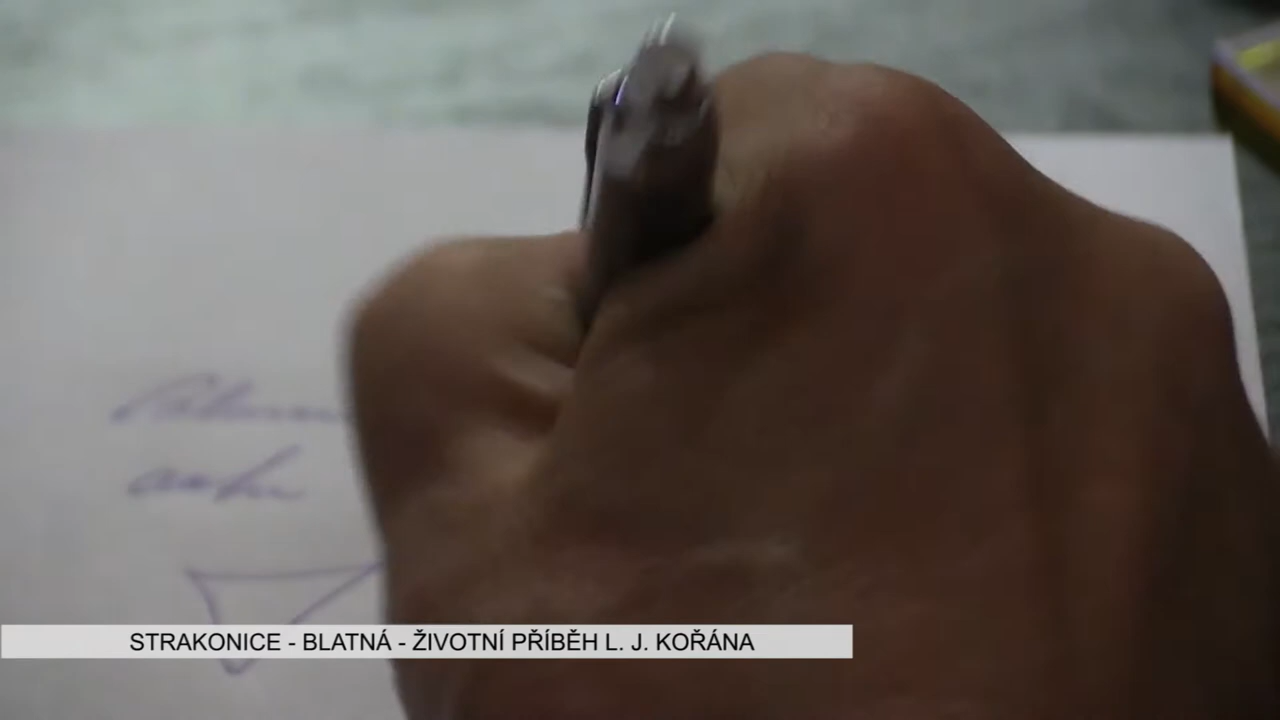 STRAKONICE - BLATNÁ - ŽIVOTNÍ PŘÍBĚH L. J. KOŘÁNA